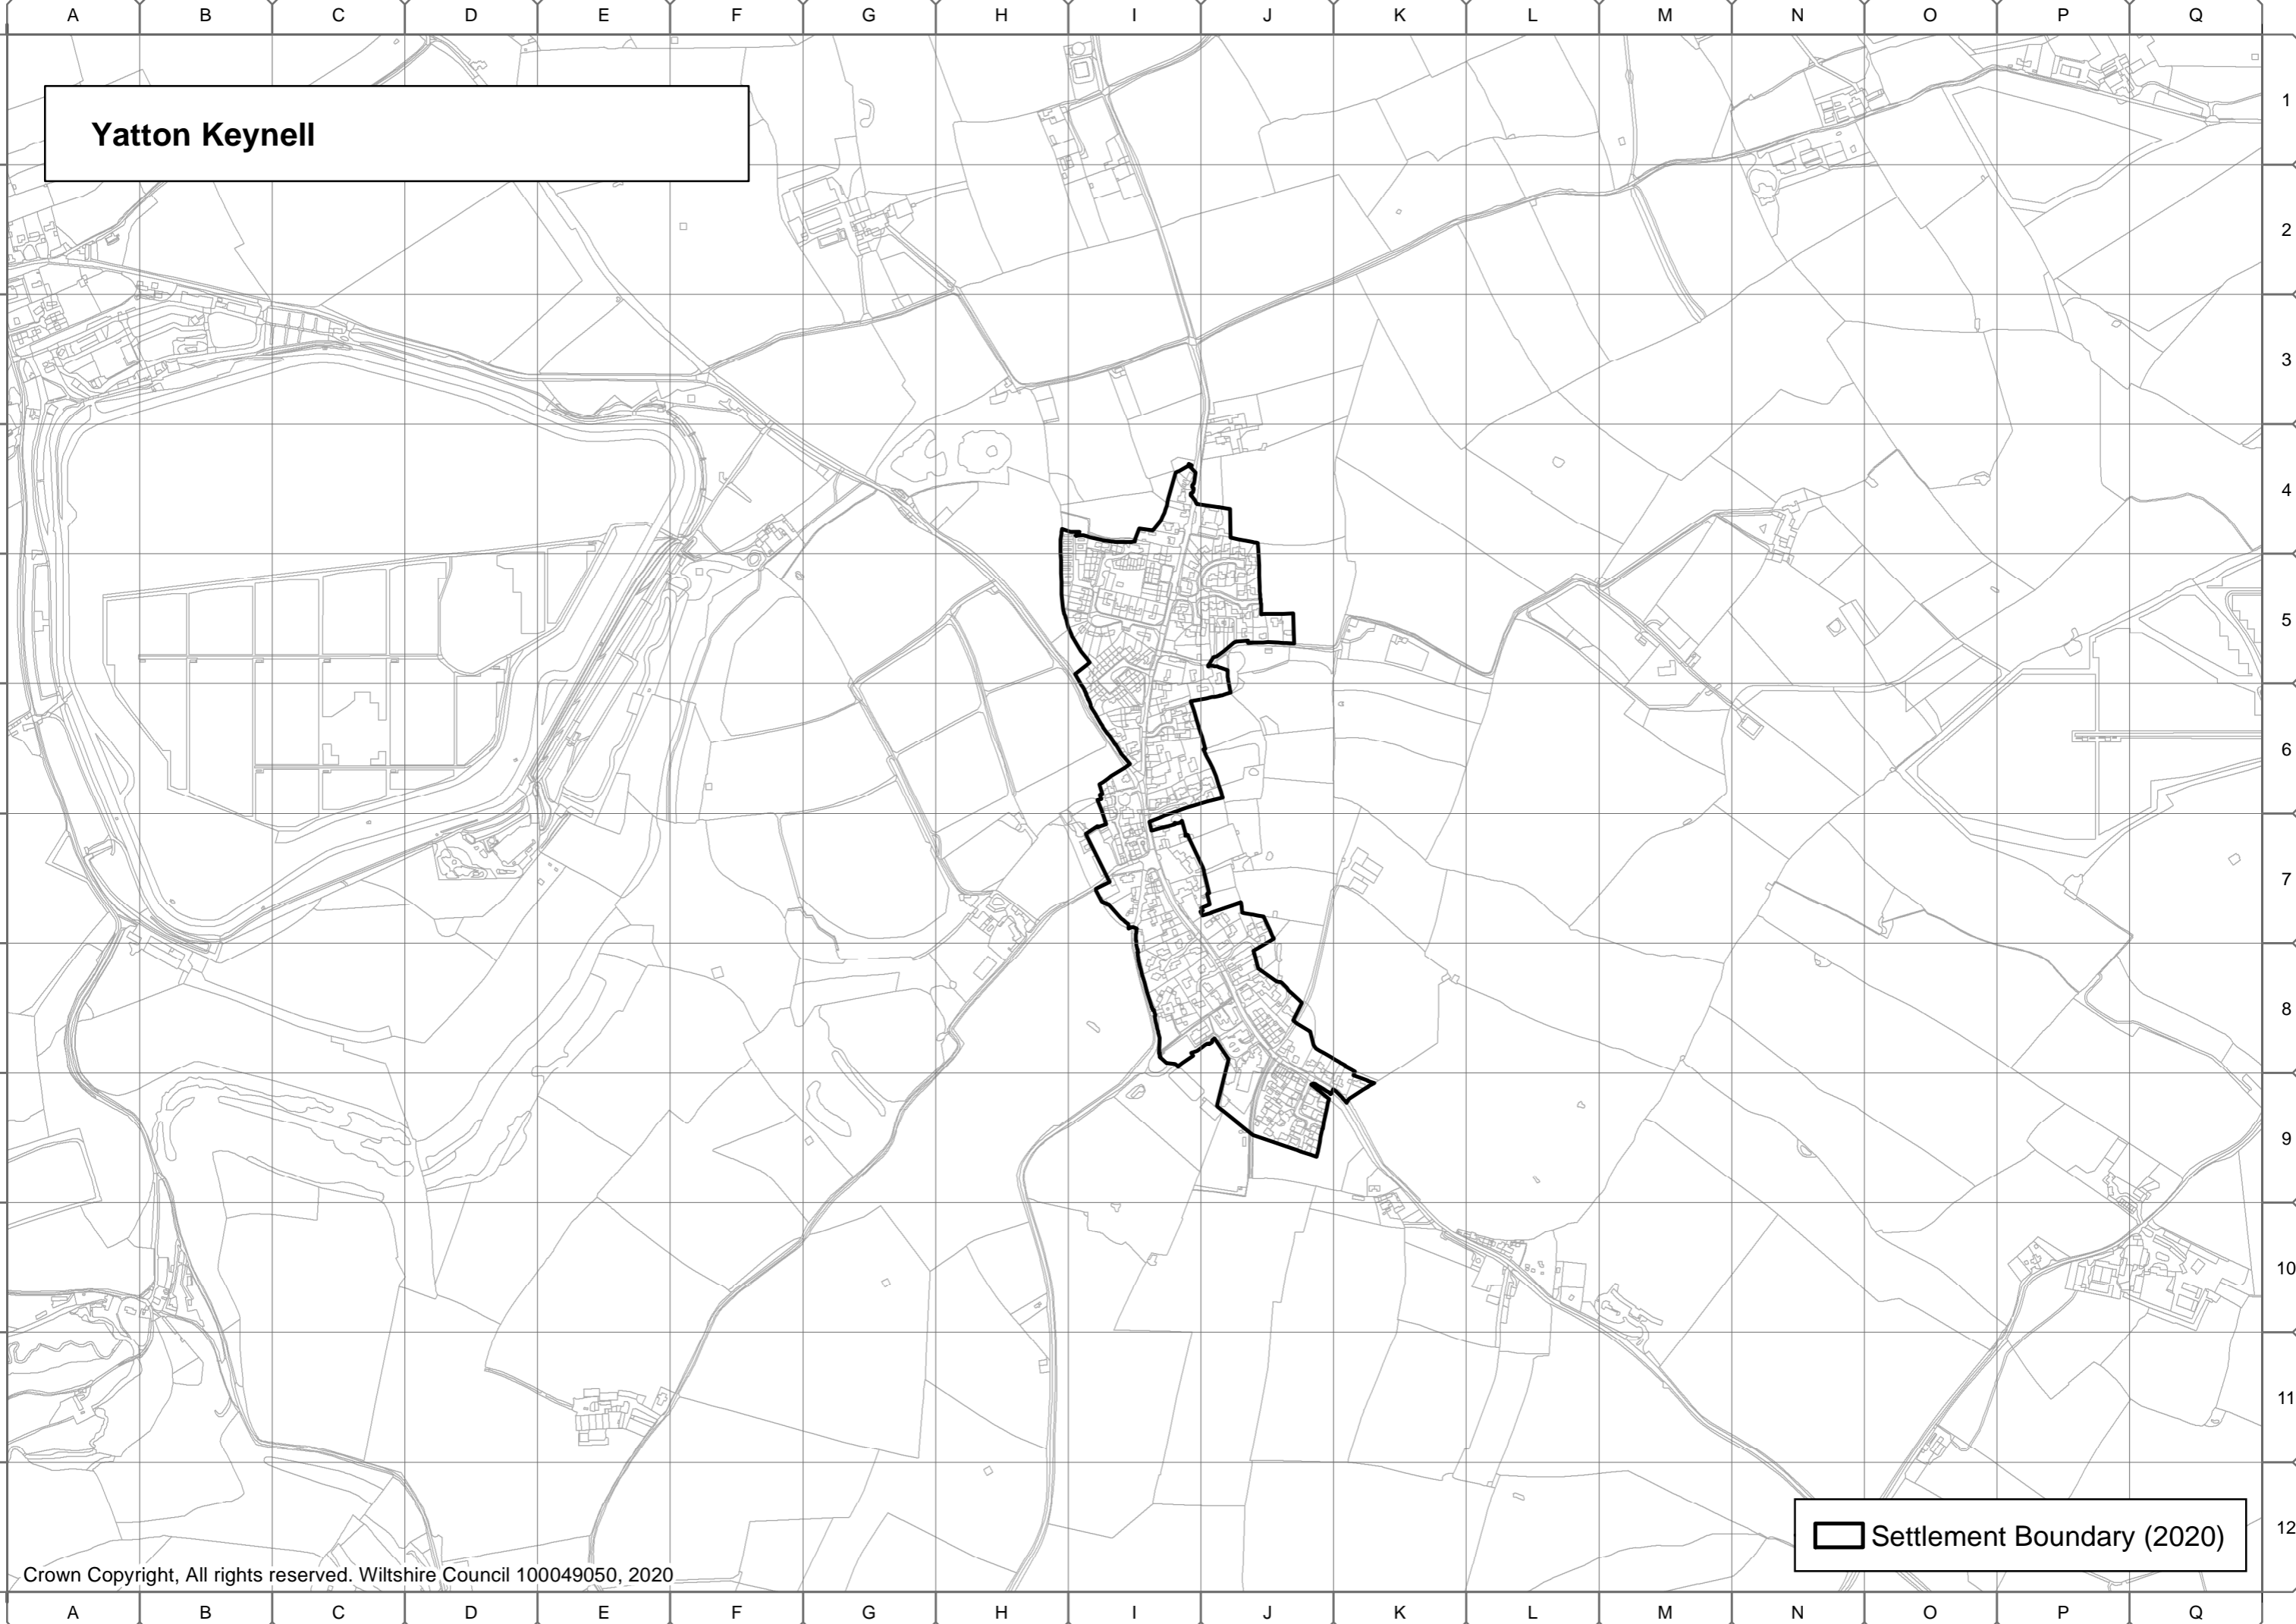 A B C D E F G H I J K L M N O P Q
Yatton Keynell
1
2
3
4
5
6
7
8
9
10
11
12
Settlement Boundary (2020)
Crown Copyright, All rights reserved. Wiltshire Council 100049050, 2020
A B C D E F G H I J K L M N O P Q